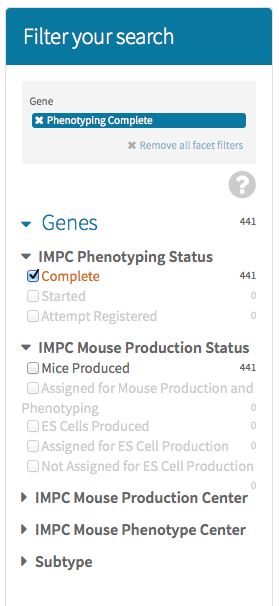 Filter your search
Gene
✖ Phenotyping Complete
✖ Remove all facet filters
?
Genes 441
IMPC Phenotyping Status
Complete 441
Started 0
Attempt Registered 0
IMPC Mouse Production Status
Mice Produced 441
Assigned for Mouse Production and
Phenotyping 0
ES Cells Produced 0
Assigned for ES Cell Production 0
Not Assigned for ES Cell Production
0
IMPC Mouse Production Center
IMPC Mouse Phenotype Center
Subtype